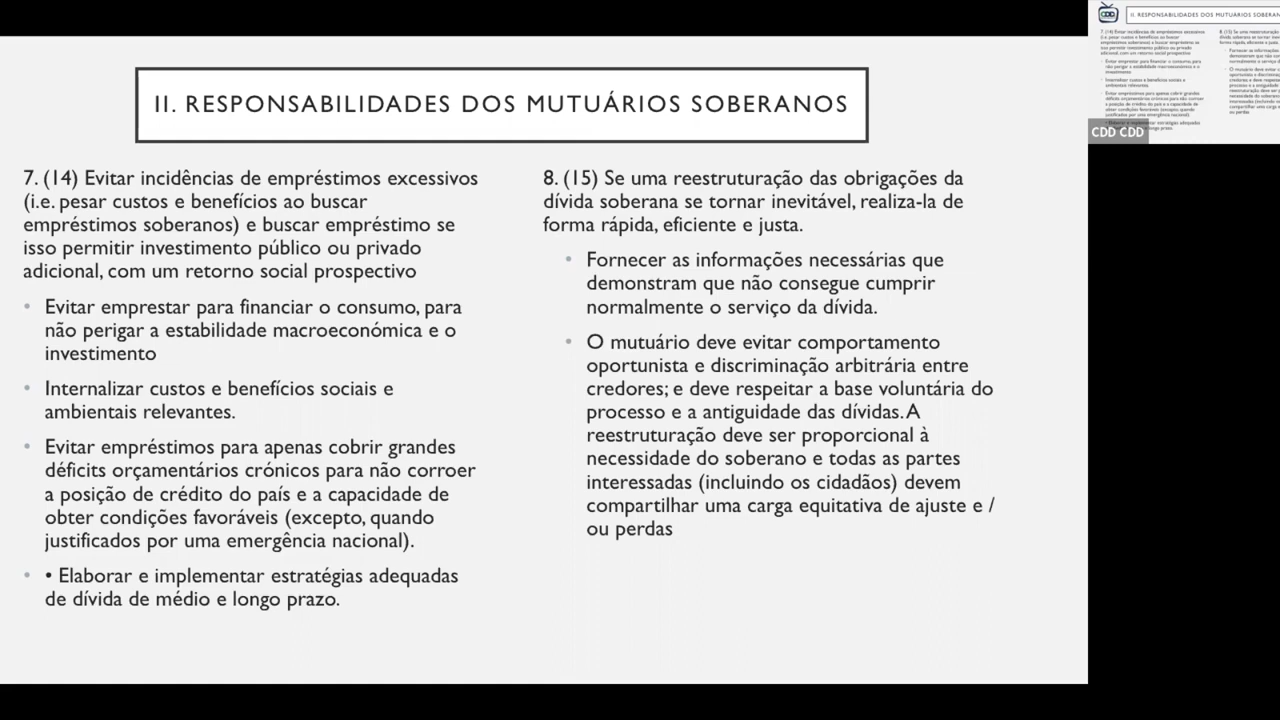 II. RESPONSABILIDADES DOS MUTUÁRIOS SOBERANOS
7. (14) Evitar incidências de empréstimos excessivos
(i.e. pesar custos e benefícios ao buscar
empréstimos soberanos) e buscar empréstimo se
isso permitir investimento público ou privado
adicional, com um retorno social prospectivo
• Evitar emprestar para financiar o consumo, para
não perigar a estabilidade macroeconómica e o
investimento
• Internalizar custos e benefícios sociais e
ambientais relevantes.
• Evitar empréstimos para apenas cobrir grandes
déficits orçamentários crónicos para não corroer
a posição de crédito do país e a capacidade de
obter condições favoráveis (excepto, quando
justificados por uma emergência nacional).
• • Elaborar e implementar estratégias adequadas
de dívida de médio e longo prazo.
8. (15) Se uma reestruturação das obrigações da
dívida soberana se tornar inevitável, realiza-la de
forma rápida, eficiente e justa.
• Fornecer as informações necessárias que
demonstram que não consegue cumprir
normalmente o serviço da dívida.
• O mutuário deve evitar comportamento
oportunista e discriminação arbitrária entre
credores; e deve respeitar a base voluntária do
processo e a antiguidade das dívidas. A
reestruturação deve ser proporcional à
necessidade do soberano e todas as partes
interessadas (incluindo os cidadãos) devem
compartilhar uma carga equitativa de ajuste e /
ou perdas
CDD
II. RESPONSABILIDADES DOS MUTUÁRIOS
CDD CDD